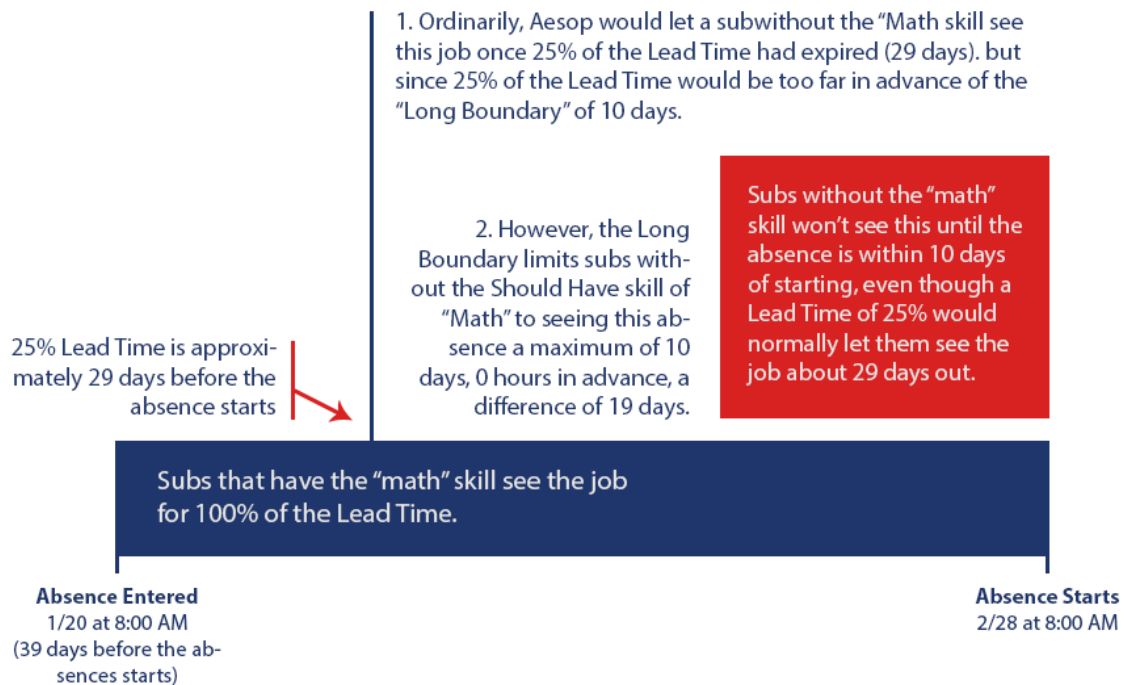 1. Ordinarily, Aesop would let a subwithout the “Math skill see
this job once 25% of the Lead Time had expired (29 days). but
since 25% of the Lead Time would be too far in advance of the
“Long Boundary” of 10 days.
2. However, the Long
Boundary limits subs with-
out the Should Have skill of
“Math” to seeing this ab-
sence a maximum of 10
days, 0 hours in advance, a
difference of 19 days.
Subs without the “math”
skill won’t see this until the
absence is within 10 days
of starting, even though a
Lead Time of 25% would
normally let them see the
job about 29 days out.
25% Lead Time is approxi-
mately 29 days before the
absence starts
Subs that have the “math” skill see the job
for 100% of the Lead Time.
Absence Entered
1/20 at 8:00 AM
(39 days before the ab-
sences starts)
Absence Starts
2/28 at 8:00 AM